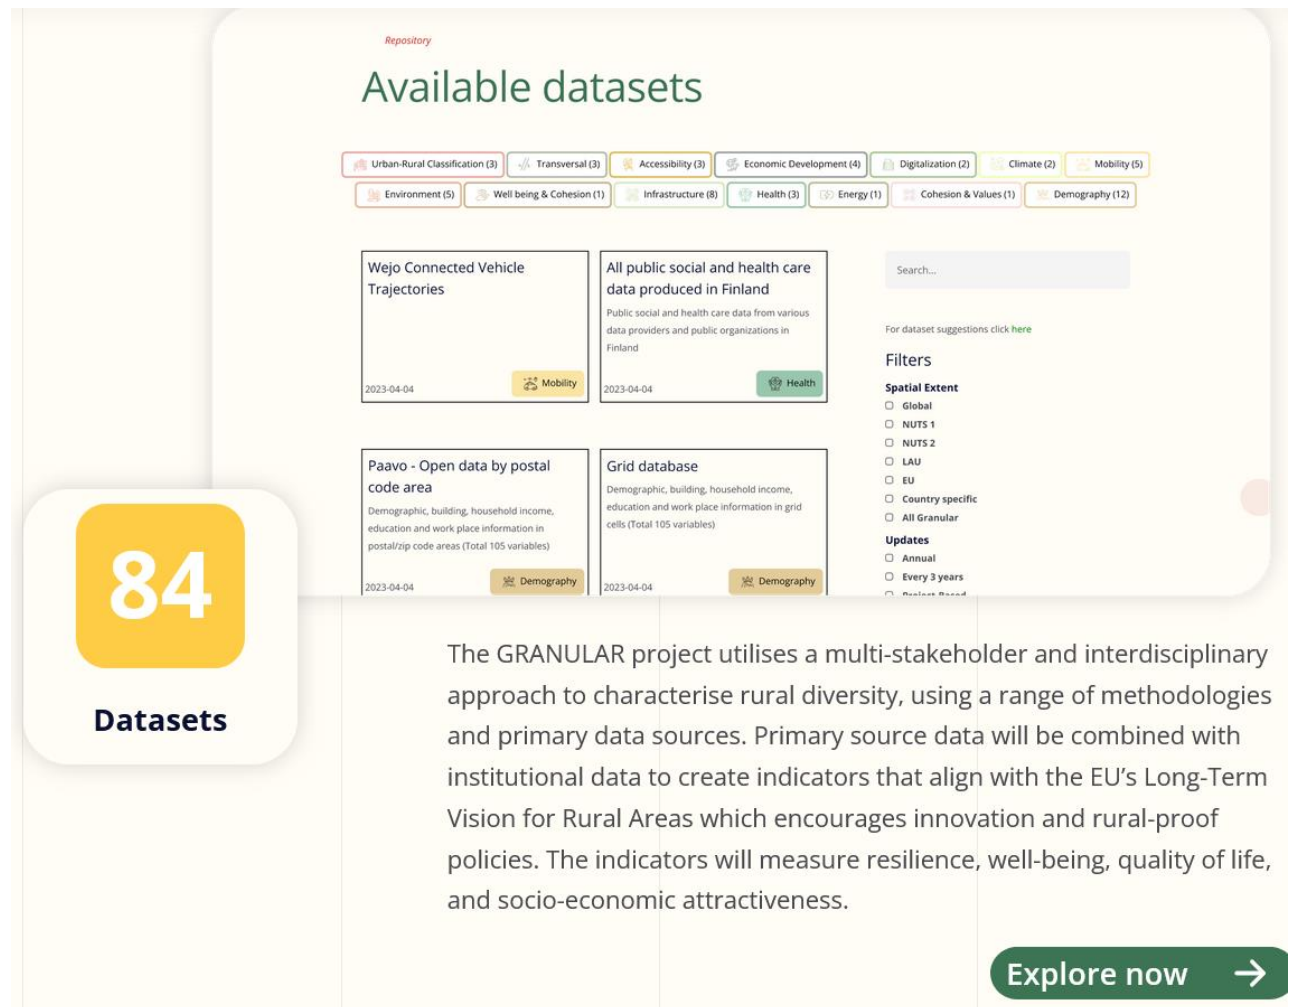 Repository
Available datasets
Urban-Rural Classification (3)
Transversal (3)
Accessibility (3)
Economic Development (4)
Digitalization (2)
Climate (2)
Mobility (5)
Environment (5)
Well being & Cohesion (1)
Infrastructure (8)
Health (3)
Energy (1)
Cohesion & Values (1)
Demography (12)
Wejo Connected Vehicle
Trajectories
2023-04-04
Mobility
All public social and health care
data produced in Finland
Public social and health care data from various
data providers and public organizations in
Finland
2023-04-04
Health
Paavo - Open data by postal
code area
Demographic, building, household income,
education and work place information in
postal/zip code areas (Total 105 variables)
2023-04-04
Demography
Grid database
Demographic, building, household income,
education and work place information in grid
cells (Total 105 variables)
2023-04-04
Demography
Search...
For dataset suggestions click here
Filters
Spatial Extent
Global
NUTS 1
NUTS 2
LAU
EU
Country specific
All Granular
Updates
Annual
Every 3 years
Project Based
84
Datasets
The GRANULAR project utilises a multi-stakeholder and interdisciplinary
approach to characterise rural diversity, using a range of methodologies
and primary data sources. Primary source data will be combined with
institutional data to create indicators that align with the EU’s Long-Term
Vision for Rural Areas which encourages innovation and rural-proof
policies. The indicators will measure resilience, well-being, quality of life,
and socio-economic attractiveness.
Explore now